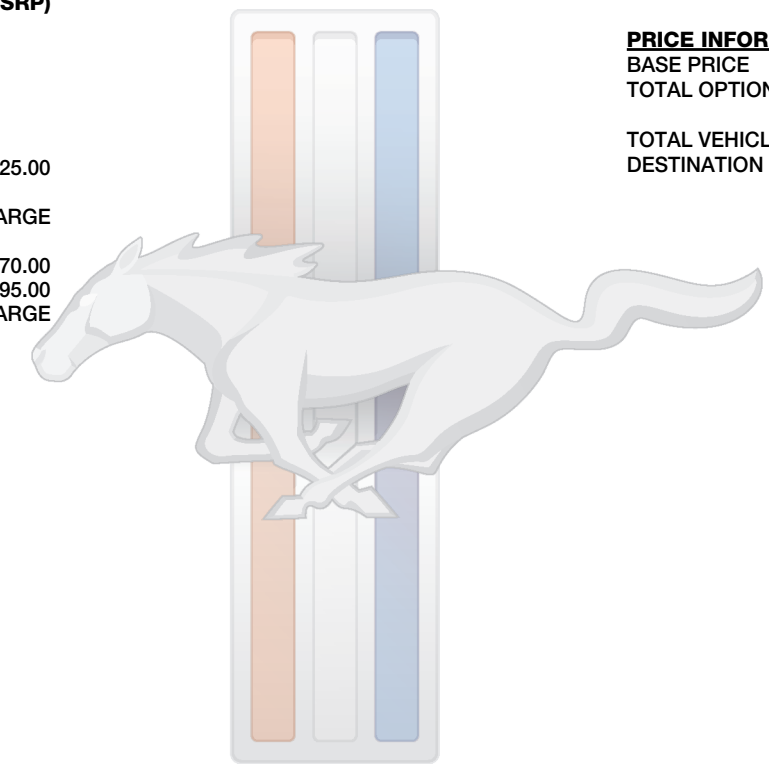 SRP)
25.00
ARGE
70.00
95.00
ARGE
PRICE INFOR
BASE PRICE
TOTAL OPTION
TOTAL VEHICL
DESTINATION